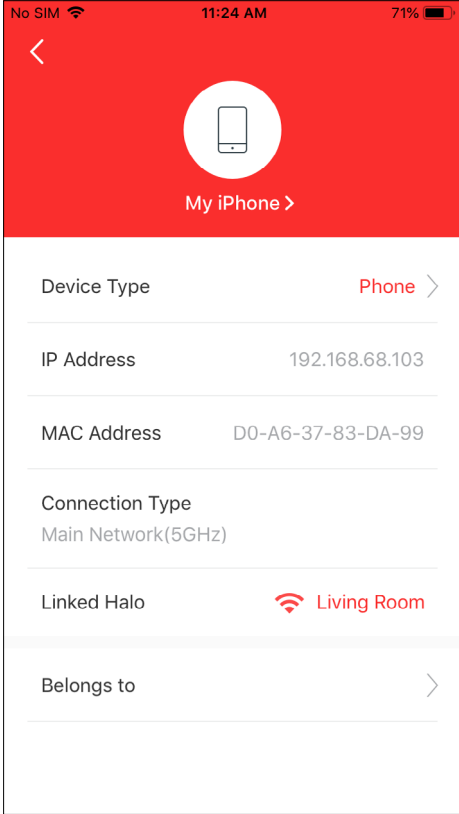 No SIM 11:24 AM 71%
My iPhone
Device Type Phone
IP Address 192.168.68.103
MAC Address D0-A6-37-83-DA-99
Connection Type
Main Network(5GHz)
Linked Halo Living Room
Belongs to